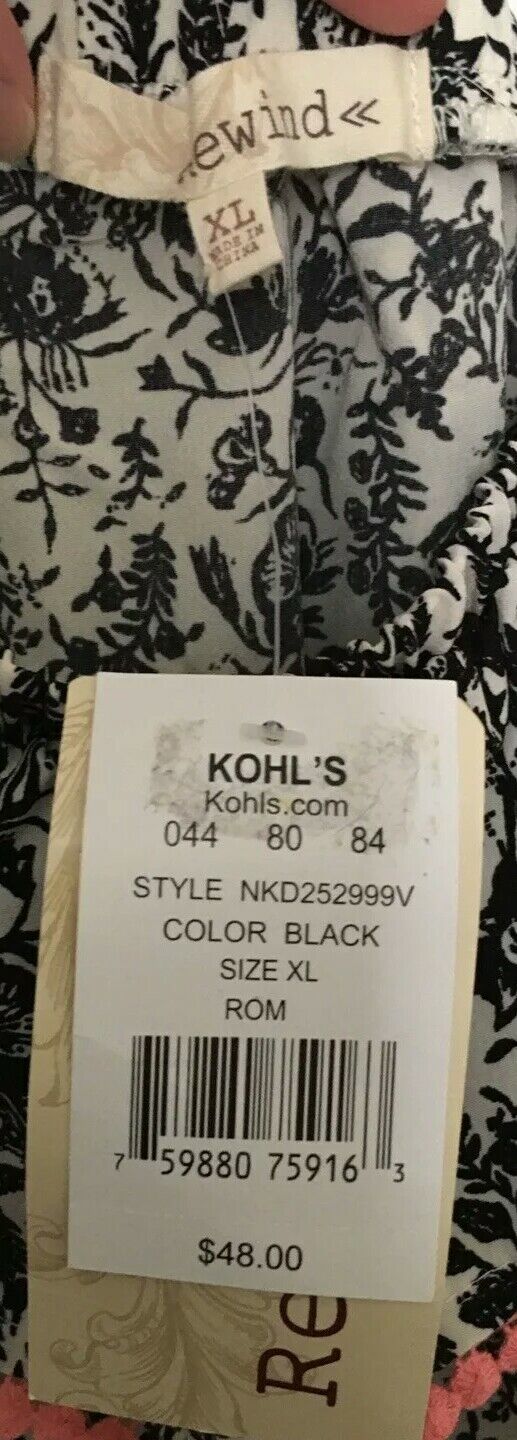 Rewind«
XL
MADE IN
CHINA
KOHL'S
Kohls.com
044 80 84
STYLE NKD252999V
COLOR BLACK
SIZE XL
ROM
7 59880 75916 3
$48.00
Re